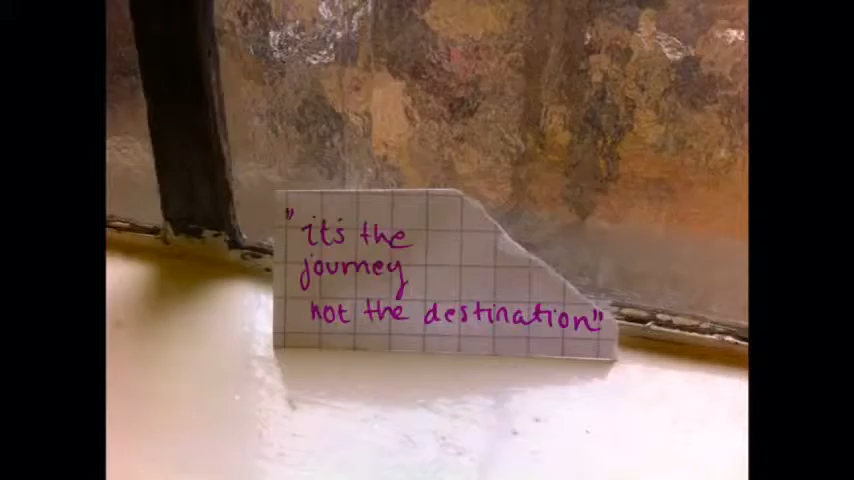 "its the
journey
not the destination"